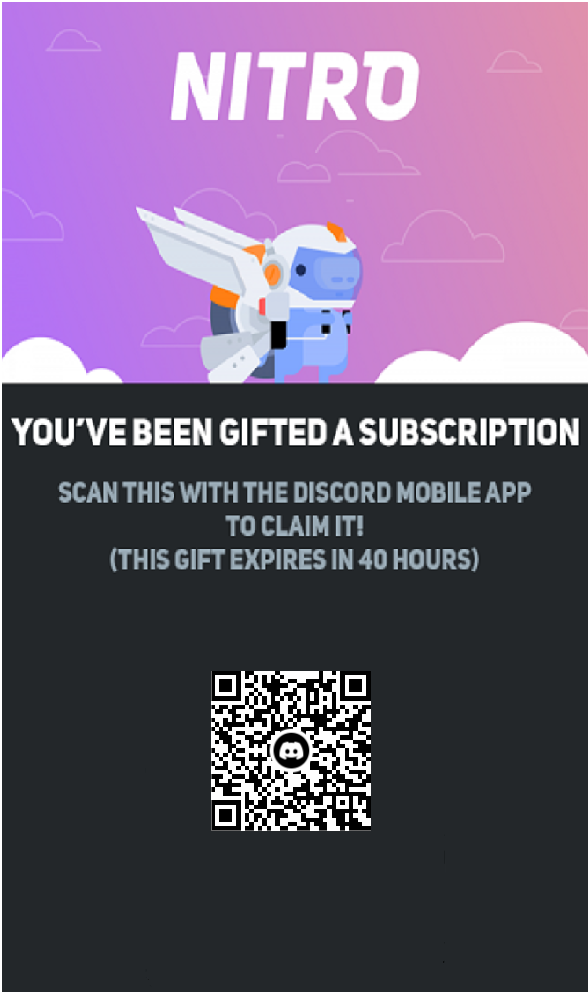 NITRO
YOU'VE BEEN GIFTED A SUBSCRIPTION
SCAN THIS WITH THE DISCORD MOBILE APP
TO CLAIM IT!
(THIS GIFT EXPIRES IN 40 HOURS)